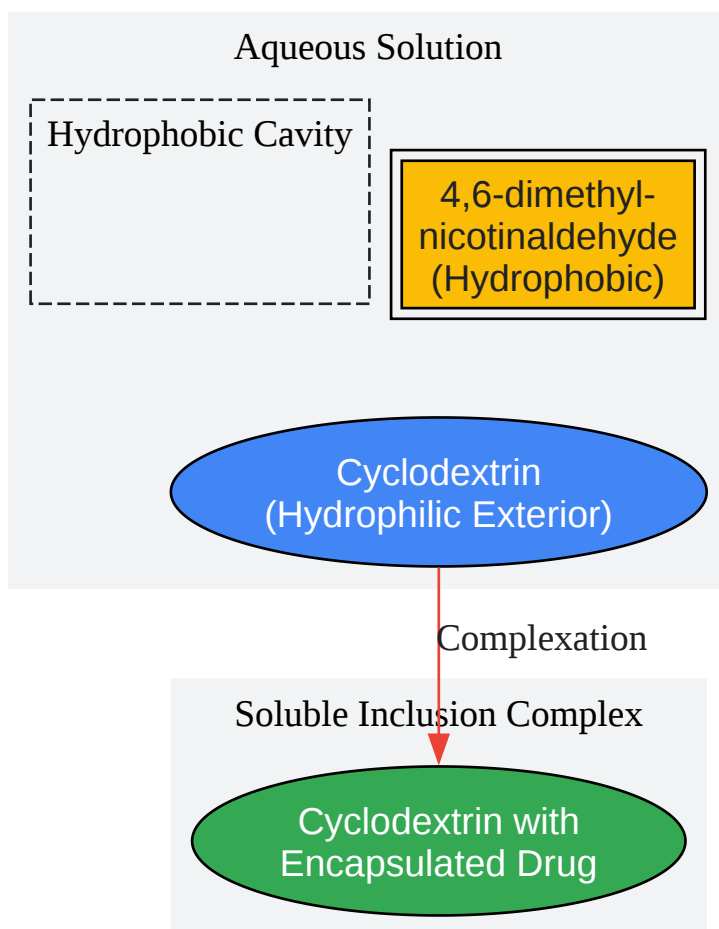 Aqueous Solution
Hydrophobic Cavity
4,6-dimethyl-
nicotinaldehyde
(Hydrophobic)
Cyclodextrin
(Hydrophilic Exterior)
Complexation
Soluble Inclusion Complex
Cyclodextrin with
Encapsulated Drug